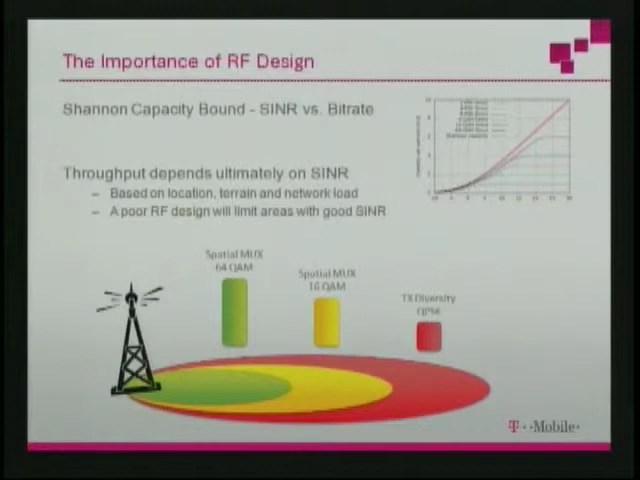 The Importance of RF Design
Shannon Capacity Bound - SINR vs. Bitrate
Throughput depends ultimately on SINR
– Based on location, terrain and network load
– A poor RF design will limit areas with good SINR
Spatial MUX
64 QAM
Spatial MUX
16 QAM
TX Diversity
QPSK
T··Mobile·